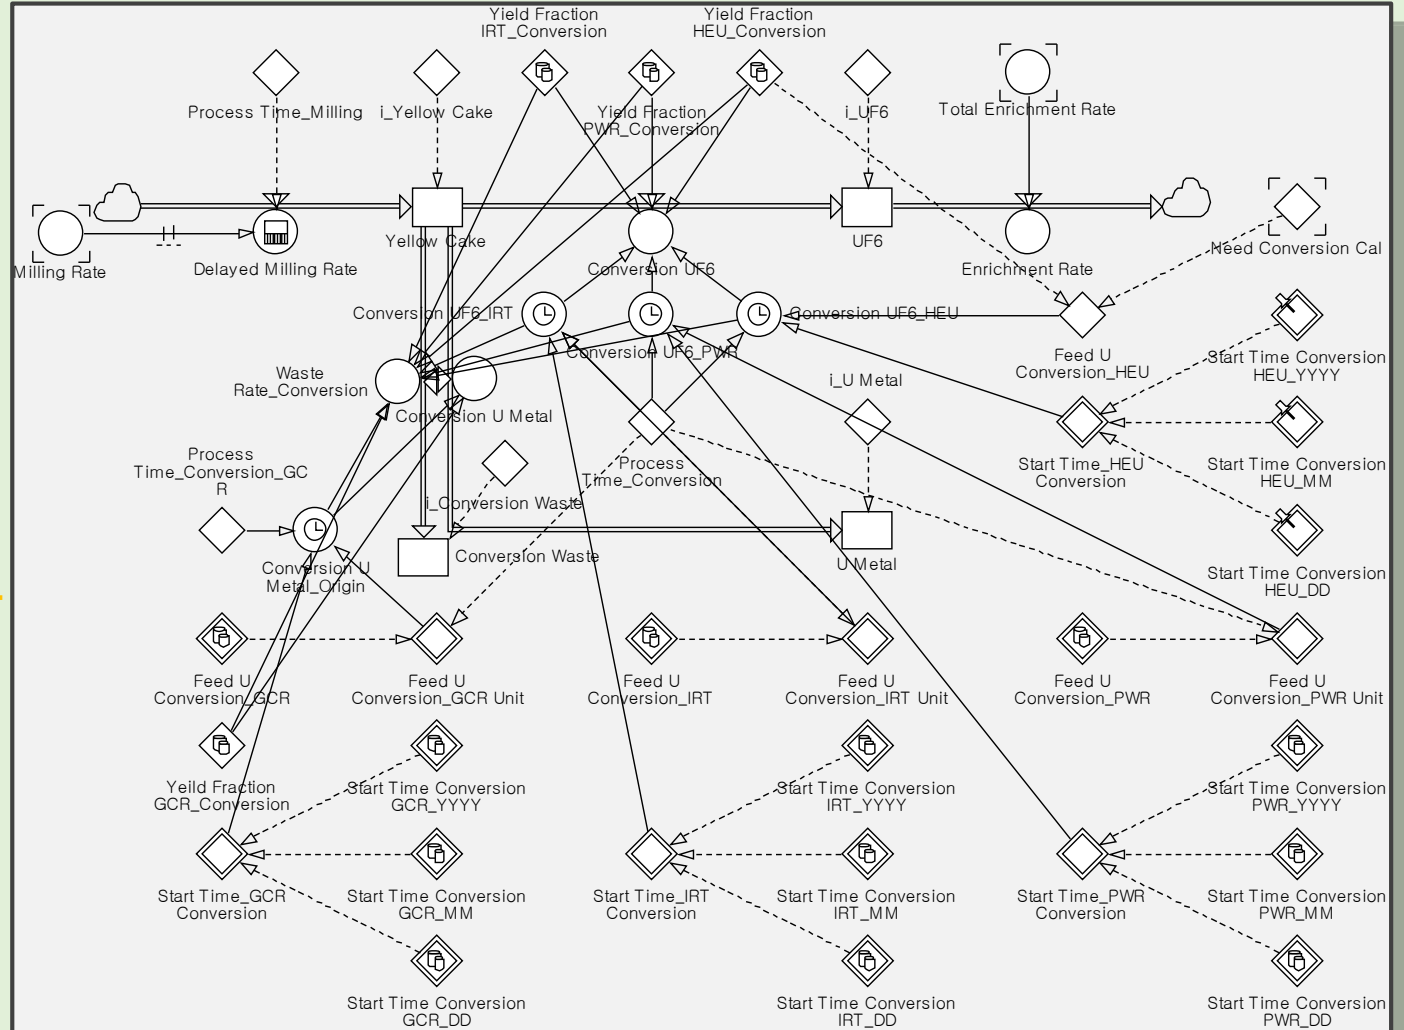 Yield Fraction
IRT_Conversion
Yield Fraction
HEU_Conversion
Process Time_Milling
i_Yellow Cake
Yield Fraction
PWR_Conversion
i_UF6
Total Enrichment Rate
Milling Rate
Delayed Milling Rate
Yellow Cake
Conversion UF6
UF6
Enrichment Rate
Need Conversion Cal
Conversion UF6_IRT
Conversion UF6_PWR
Conversion UF6_HEU
Feed U
Conversion_HEU
Start Time Conversion
HEU_YYYY
Waste
Rate_Conversion
Conversion U Metal
i_U Metal
Process
Time_Conversion_GC
R
i_Conversion Waste
Process
Time_Conversion
Start Time_HEU
Conversion
Start Time Conversion
HEU_MM
Conversion U
Metal_Origin
Conversion Waste
U Metal
Start Time Conversion
HEU_DD
Feed U
Conversion_GCR
Feed U
Conversion_GCR Unit
Feed U
Conversion_IRT
Feed U
Conversion_IRT Unit
Feed U
Conversion_PWR
Feed U
Conversion_PWR Unit
Yeild Fraction
GCR_Conversion
Start Time Conversion
GCR_YYYY
Start Time Conversion
IRT_YYYY
Start Time Conversion
PWR_YYYY
Start Time_GCR
Conversion
Start Time Conversion
GCR_MM
Start Time_IRT
Conversion
Start Time Conversion
IRT_MM
Start Time_PWR
Conversion
Start Time Conversion
PWR_MM
Start Time Conversion
GCR_DD
Start Time Conversion
IRT_DD
Start Time Conversion
PWR_DD